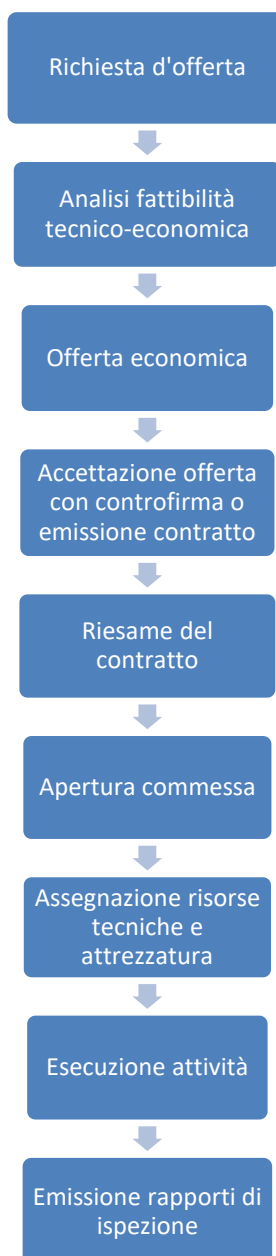 Richiesta d'offerta
Analisi fattibilità
tecnico-economica
Offerta economica
Accettazione offerta
con controfirma o
emissione contratto
Riesame del
contratto
Apertura commessa
Assegnazione risorse
tecniche e
attrezzatura
Esecuzione attività
Emissione rapporti di
ispezione